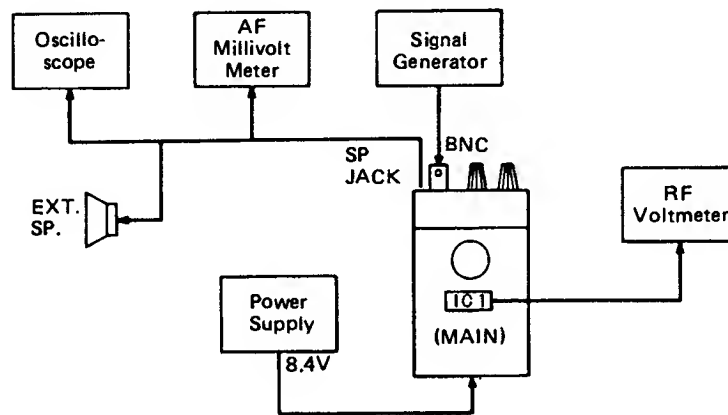 Oscillo-
scope
AF
Millivolt
Meter
Signal
Generator
BNC
SP
JACK
EXT.
SP.
RF
Voltmeter
IC1
(MAIN)
Power
Supply
8.4V